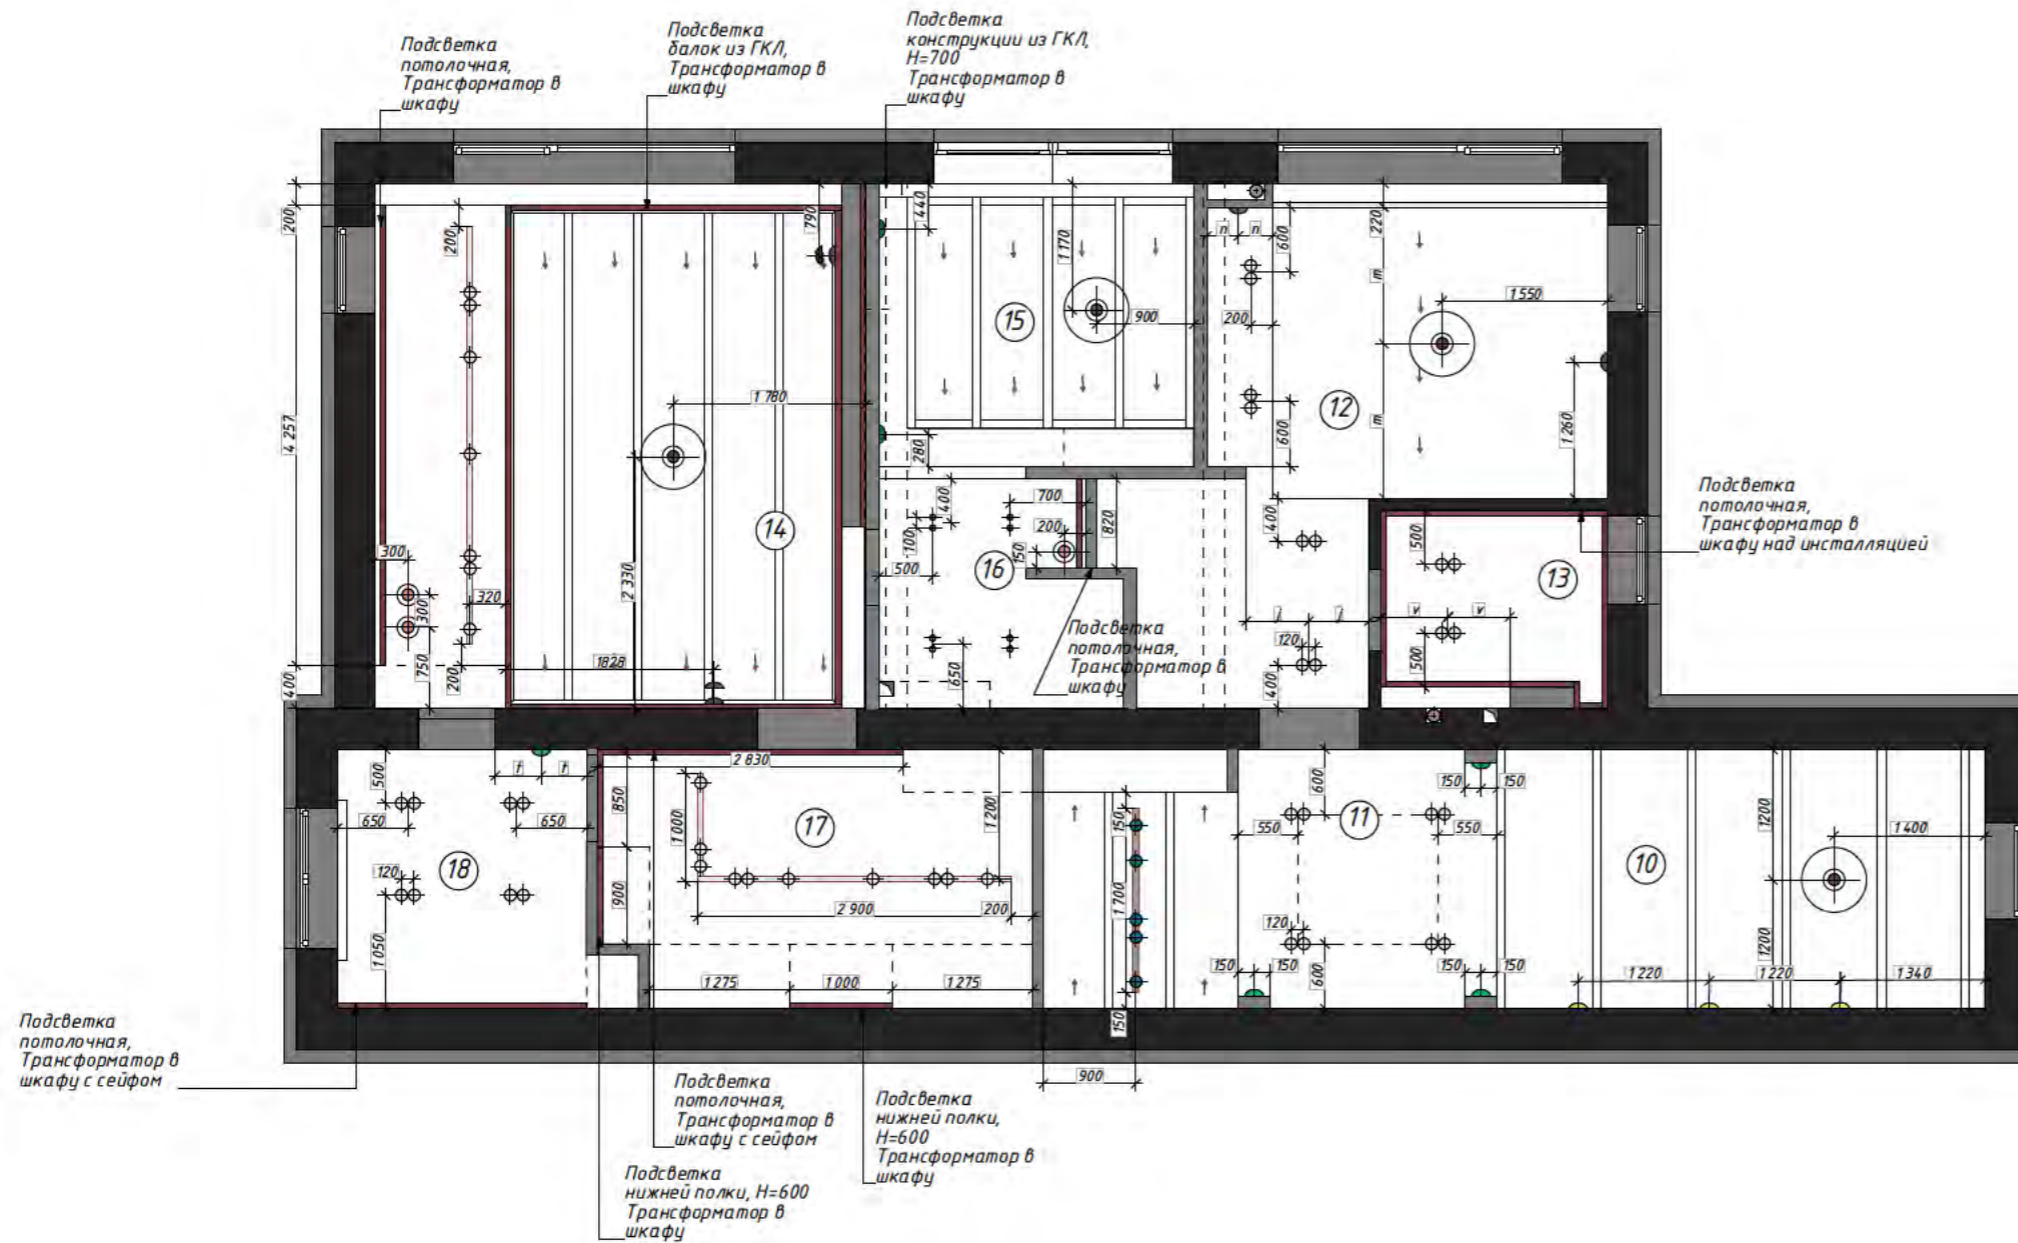 Подсветка
потолочная,
Трансформатор в
шкафу
Подсветка
балок из ГКЛ,
Трансформатор в
шкафу
Подсветка
конструкции из ГКЛ,
Н=700
Трансформатор в
шкафу
200
4 257
400
200
300
300
320
750
200
2 330
1828
1 780
790
14
440
1 170
15
900
280
400
700
200
150
820
100
500
16
650
n
n
600
200
600
220
m
m
1 550
12
1 260
400
j
j
120
400
500
13
v
v
500
Подсветка
потолочная,
Трансформатор в
шкафу над инсталляцией
Подсветка
потолочная,
Трансформатор в
шкафу
500
f
f
650
650
120
18
1 050
2 830
850
1 000
17
1 200
900
2 900
200
1 275
1 000
1 275
150
1 700
150
900
600
550
11
550
150
150
120
600
150
150
150
150
10
1200
1 400
1200
1 220
1 220
1 340
Подсветка
потолочная,
Трансформатор в
шкафу с сейфом
Подсветка
потолочная,
Трансформатор в
шкафу с сейфом
Подсветка
нижней полки,
Н=600
Трансформатор в
шкафу
Подсветка
нижней полки, Н=600
Трансформатор в
шкафу